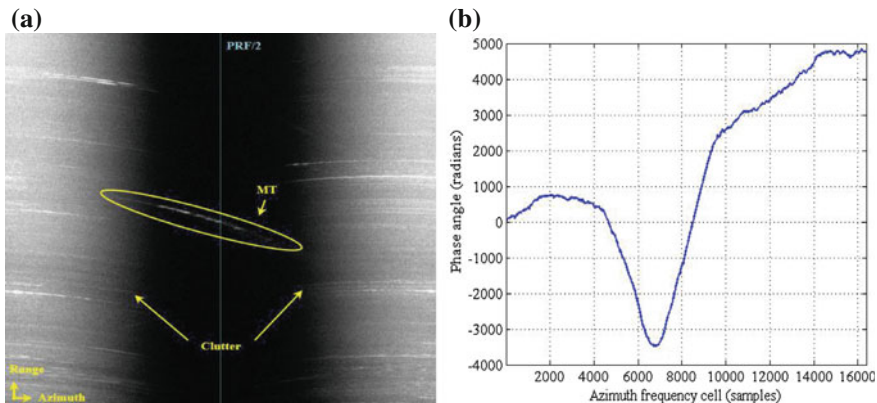 (a)
PRF/2
MT
Clutter
Range
Azimuth
(b)
5000
4000
3000
2000
1000
0
-1000
-2000
-3000
-4000
2000 4000 6000 8000 10000 12000 14000 16000
Phase angle (radians)
Azimuth frequency cell (samples)